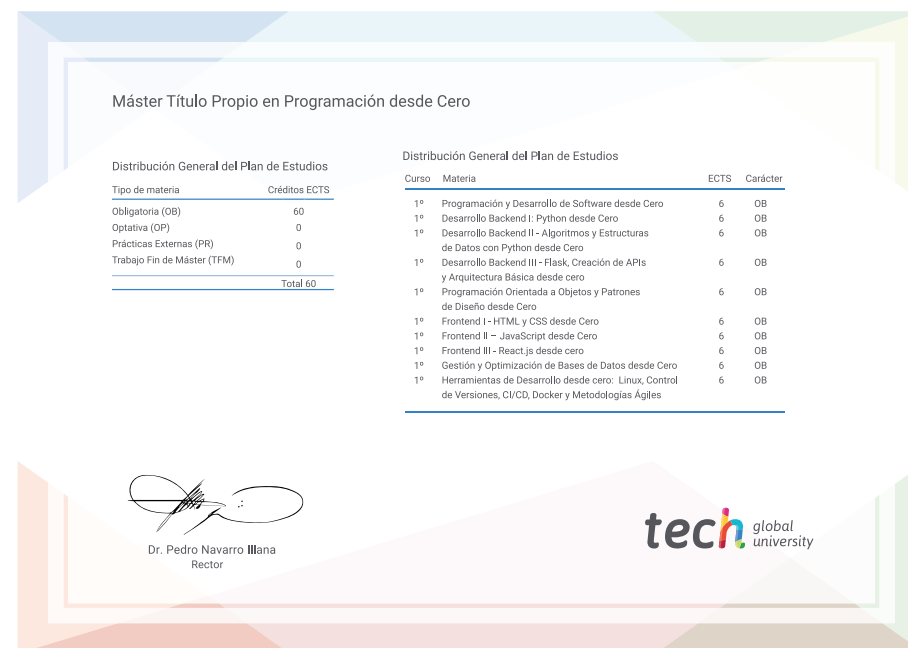 Máster Título Propio en Programación desde Cero
Distribución General del Plan de Estudios
Tipo de materia Créditos ECTS
Obligatoria (OB) 60
Optativa (OP) 0
Prácticas Externas (PR) 0
Trabajo Fin de Máster (TFM) 0
Total 60
Distribución General del Plan de Estudios
Curso Materia ECTS Carácter
1º Programación y Desarrollo de Software desde Cero 6 OB
1º Desarrollo Backend I: Python desde Cero 6 OB
1º Desarrollo Backend II - Algoritmos y Estructuras 6 OB
de Datos con Python desde Cero
1º Desarrollo Backend III - Flask, Creación de APIs 6 OB
y Arquitectura Básica desde cero
1º Programación Orientada a Objetos y Patrones 6 OB
de Diseño desde Cero
1º Frontend I - HTML y CSS desde Cero 6 OB
1º Frontend II – JavaScript desde Cero 6 OB
1º Frontend III - React.js desde cero 6 OB
1º Gestión y Optimización de Bases de Datos desde Cero 6 OB
1º Herramientas de Desarrollo desde cero: Linux, Control 6 OB
de Versiones, CI/CD, Docker y Metodologías Ágiles
Dr. Pedro Navarro Illana
Rector
tech global
university